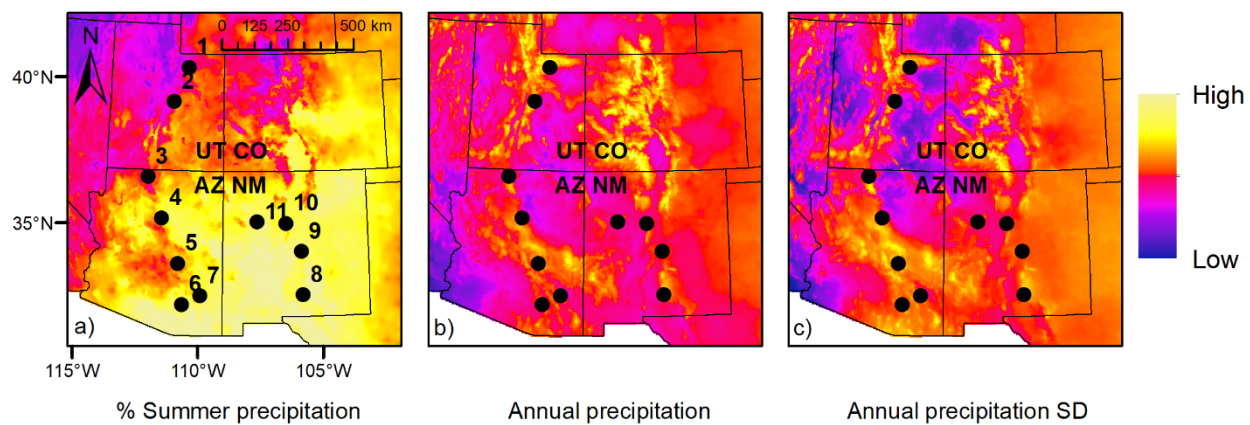 N
1
0 125 250 500 km
2
40°N
UT CO
AZ NM
3
4
10
11
35°N
5
9
6 7
8
a)
115°W 110°W 105°W
% Summer precipitation
UT CO
AZ NM
b)
Annual precipitation
UT CO
AZ NM
c)
Annual precipitation SD
High
Low